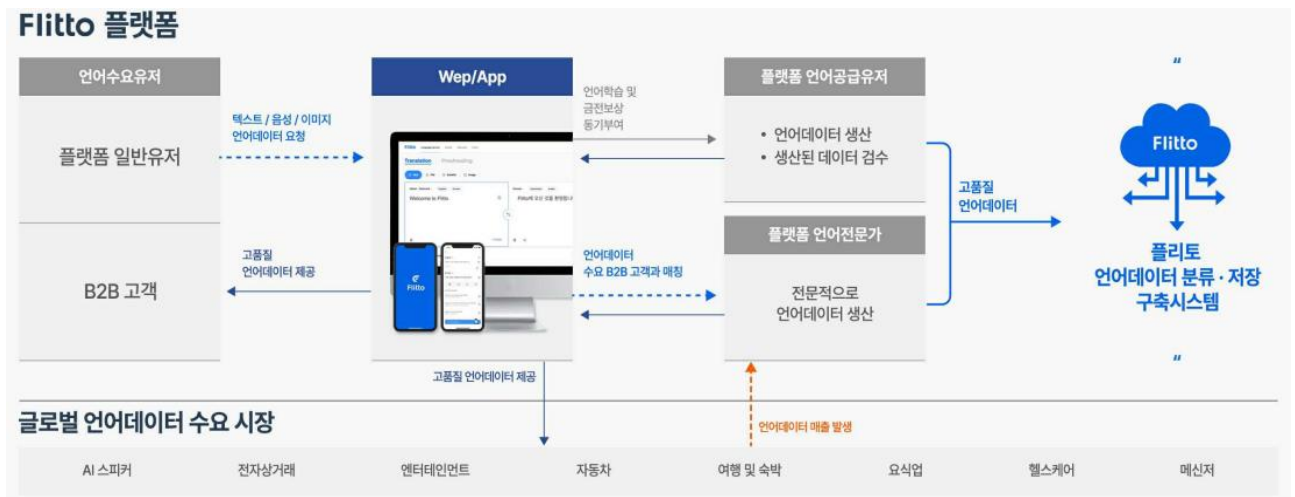 Flitto 플랫폼
언어수요유저
플랫폼 일반유저
B2B 고객
텍스트 / 음성 / 이미지
언어데이터 요청
고품질
언어데이터 제공
Wep/App
Translation
Proofreading
Welcome to Flitto
Flitto
고품질 언어데이터 제공
언어학습 및
금전보상
동기부여
언어데이터
수요 B2B 고객과 매칭
플랫폼 언어공급유저
• 언어데이터 생산
• 생산된 데이터 검수
플랫폼 언어전문가
전문적으로
언어데이터 생산
고품질
언어데이터
"
Flitto
플리토
언어데이터 분류 · 저장
구축시스템
"
언어데이터 매출 발생
글로벌 언어데이터 수요 시장
AI 스피커
전자상거래
엔터테인먼트
자동차
여행 및 숙박
요식업
헬스케어
메신저